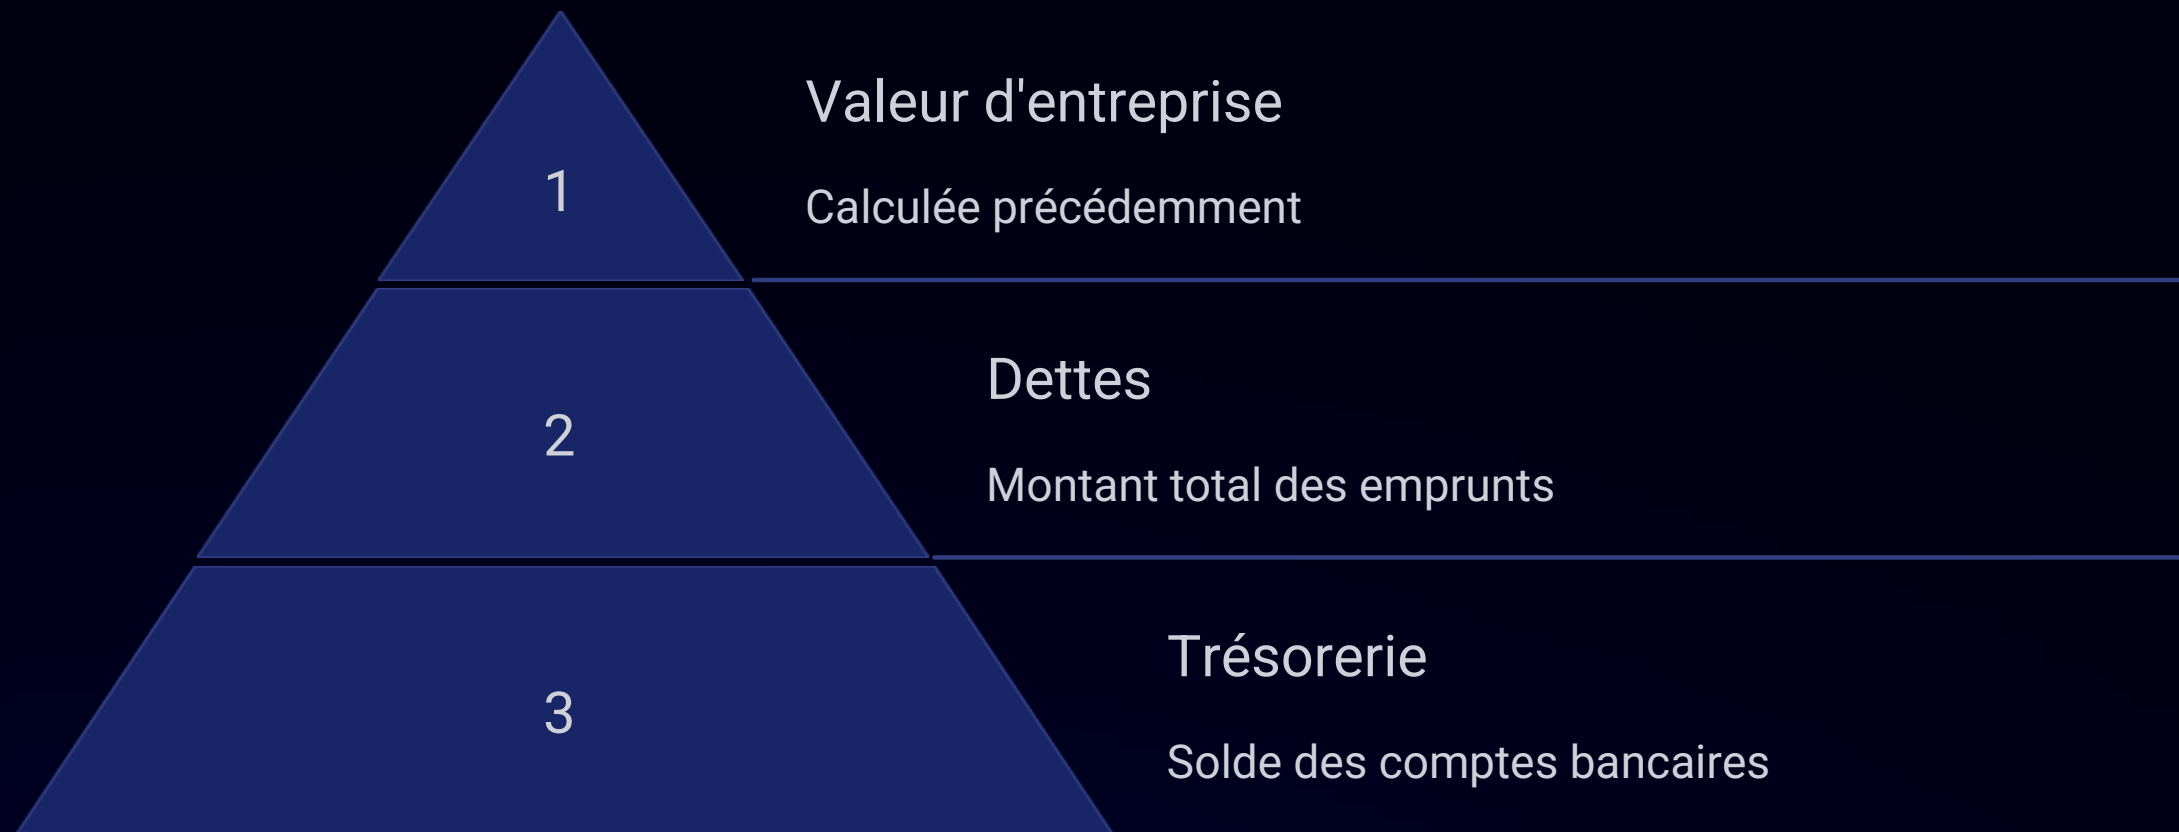 1
Valeur d'entreprise
Calculée précédemment
2
Dettes
Montant total des emprunts
3
Trésorerie
Solde des comptes bancaires